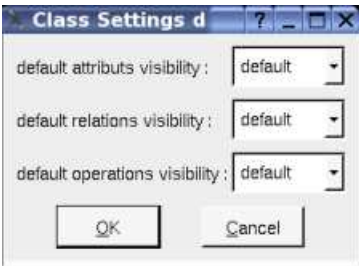 Class Settings d
default attributs visibility : default
default relations visibility : default
default operations visibility : default
OK Cancel